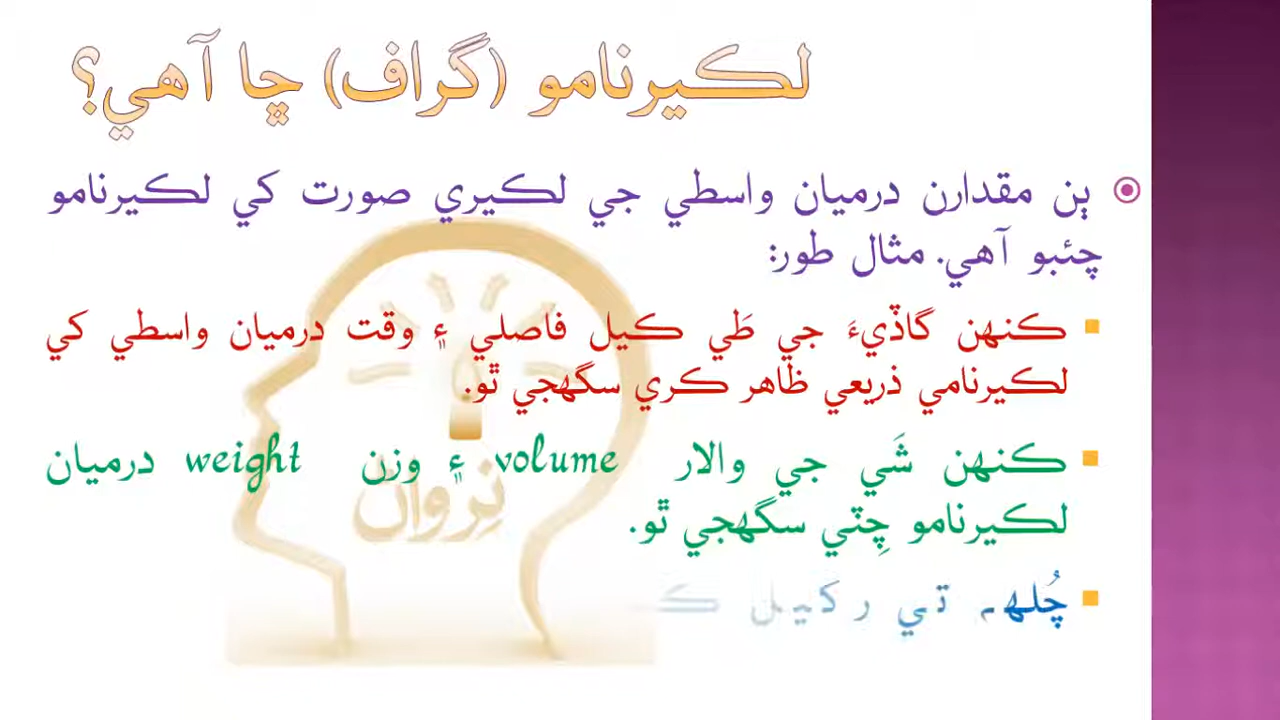 لڪيرنامو (گراف) ڇا آهي؟
ٻن مقدارن درميان واسطي جي لڪيري صورت کي لڪيرنامو
چئبو آهي. مثال طور:
ڪنهن گاڏيءَ جي طَي ڪيل فاصلي ۽ وقت درميان واسطي کي
لڪيرنامي ذريعي ظاهر ڪري سگهجي ٿو.
ڪنهن شَي جي والار volume ۽ وزن weight درميان
لڪيرنامو چِٽي سگهجي ٿو.
نِرِوان
چُلهه تي رکيل